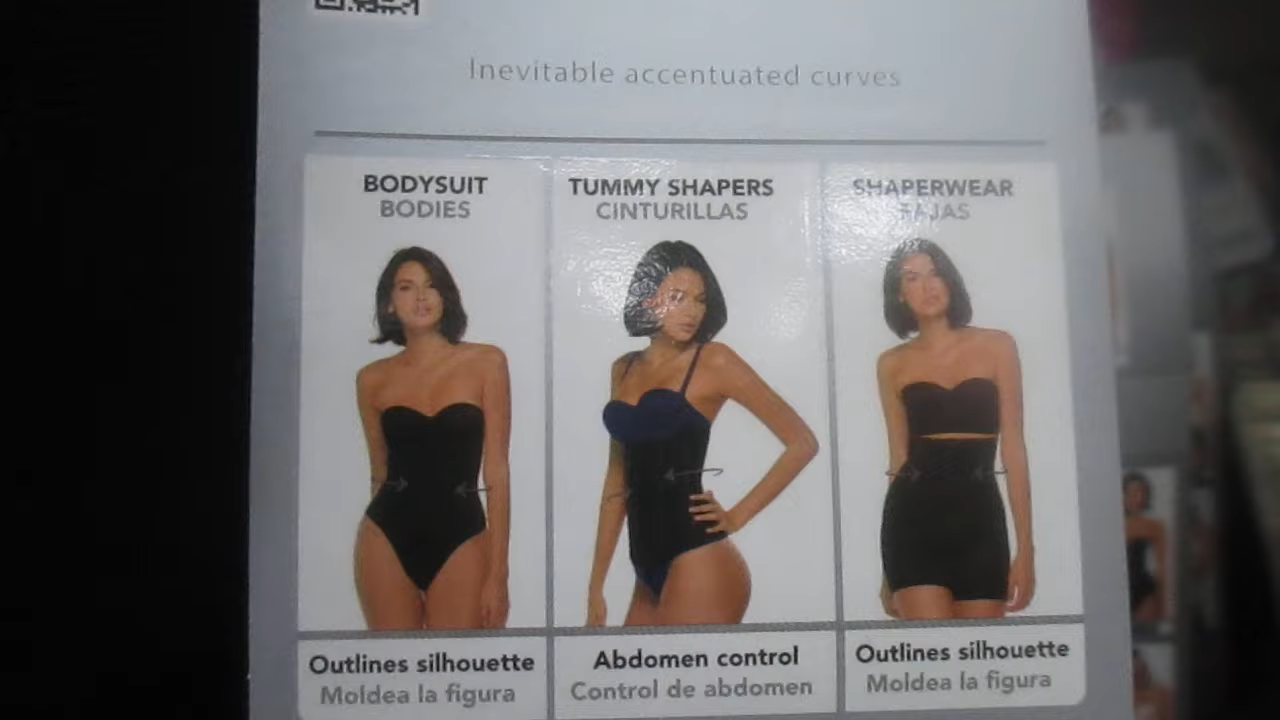 Inevitable accentuated curves
BODYSUIT
BODIES
TUMMY SHAPERS
CINTURILLAS
SHAPERWEAR
FAJAS
Outlines silhouette
Moldea la figura
Abdomen control
Control de abdomen
Outlines silhouette
Moldea la figura